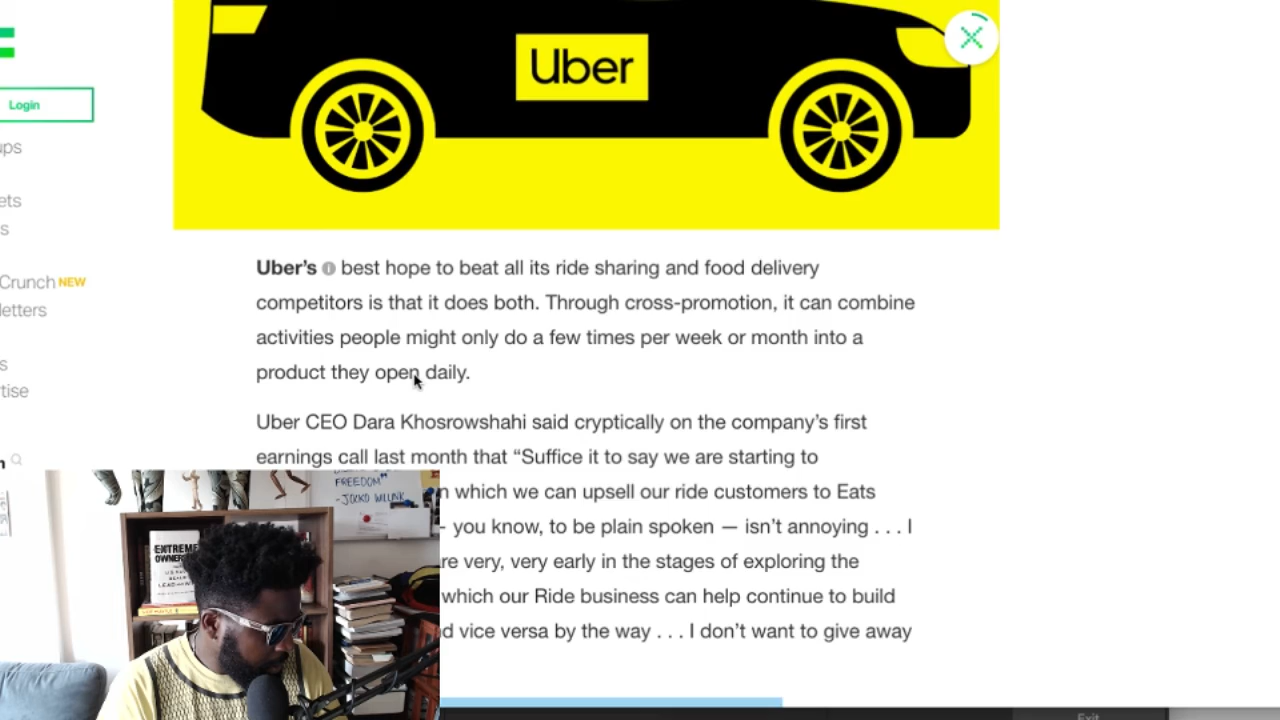 Uber
Login
ups
ets
s
Crunch NEW
letters
s
tise
n
Uber's best hope to beat all its ride sharing and food delivery
competitors is that it does both. Through cross-promotion, it can combine
activities people might only do a few times per week or month into a
product they open daily.
Uber CEO Dara Khosrowshahi said cryptically on the company's first
earnings call last month that “Suffice it to say we are starting to
n which we can upsell our ride customers to Eats
- you know, to be plain spoken — isn't annoying . . . I
re very, very early in the stages of exploring the
which our Ride business can help continue to build
d vice versa by the way . . . I don't want to give away
FREEDOM"
- JOCKO WILLINK
EXTREME
OWNER
Exit